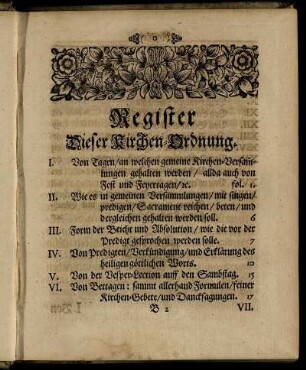 Register
Dieser Kirchen-Ordnung.
I. Von Tagen/an welchen gemeine Kirchen-Versam-
lungen gehalten werden / allda auch von
Fest und Feyertagen/ꝛc. fol. 1.
II. Wie es in gemeinen Versammlungen/mit singen/
predigen/Sacrament reichen / beten/und
dergleichen gehalten werden soll. 6
III. Form der Beicht und Absolution / wie die vor der
Predigt gesprochen werden solle. 7
IV. Von Predigten/Verkündigung/und Erklärung des
heiligen göttlichen Worts. 10
V. Von der Vesper-Lection auff den Sambstag. 15
VI. Von Bettagen: sammt allerhand Formulen/seiner
Kirchen-Gebete/und Dancksagungen. 17
B 2 VII.